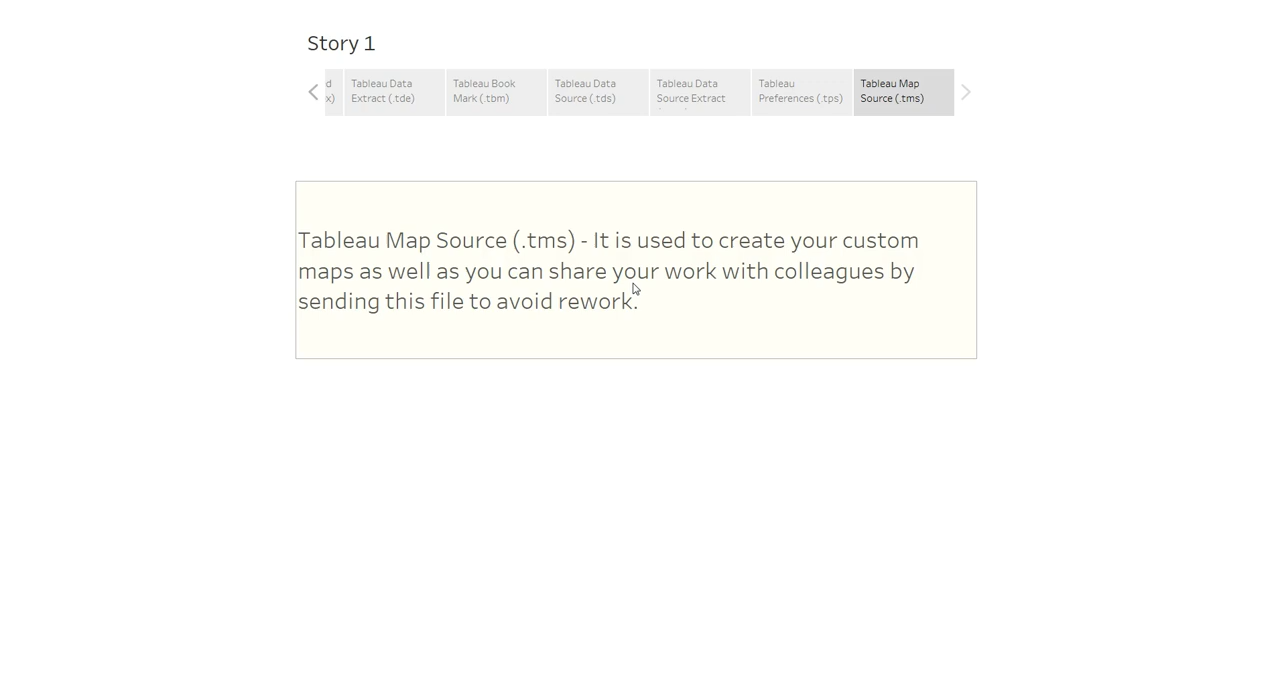 Story 1
d
x)
Tableau Data
Extract (.tde)
Tableau Book
Mark (.tbm)
Tableau Data
Source (.tds)
Tableau Data
Source Extract
Tableau
Preferences (.tps)
Tableau Map
Source (.tms)
Tableau Map Source (.tms) - It is used to create your custom
maps as well as you can share your work with colleagues by
sending this file to avoid rework.